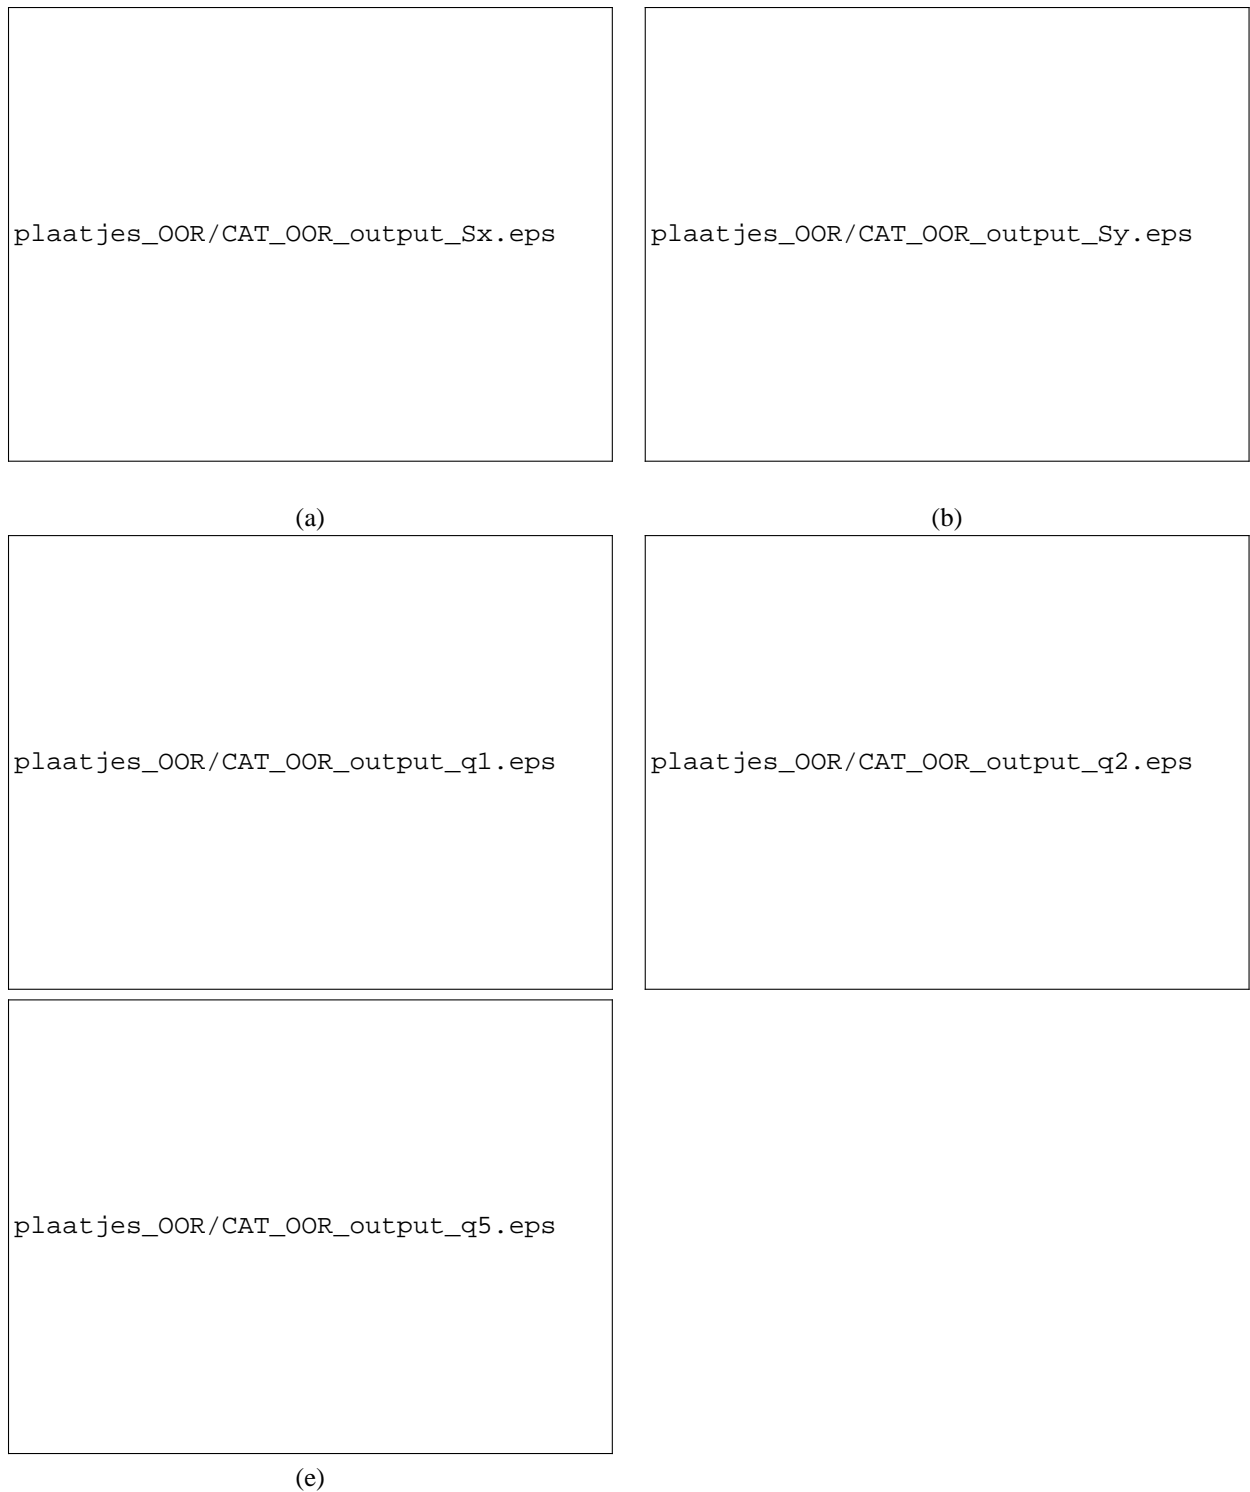 plaatjes_OOR/CAT_OOR_output_Sx.eps
plaatjes_OOR/CAT_OOR_output_Sy.eps
(a)
(b)
plaatjes_OOR/CAT_OOR_output_q1.eps
plaatjes_OOR/CAT_OOR_output_q2.eps
plaatjes_OOR/CAT_OOR_output_q5.eps
(e)